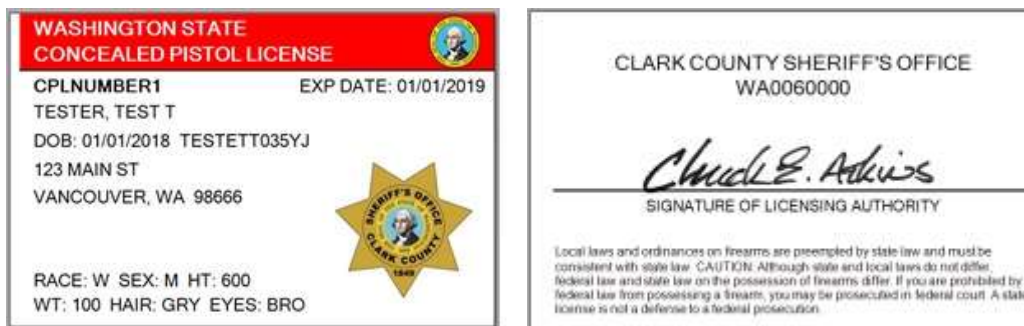 WASHINGTON STATE
CONCEALED PISTOL LICENSE
CPLNUMBER1 EXP DATE: 01/01/2019
TESTER, TEST T
DOB: 01/01/2018 TESTETT035YJ
123 MAIN ST
VANCOUVER, WA 98666
SHERIFF'S OFFICE
CLARK COUNTY
1849
RACE: W SEX: M HT: 600
WT: 100 HAIR: GRY EYES: BRO
CLARK COUNTY SHERIFF'S OFFICE
WA0060000
Chuck E. Atkins
SIGNATURE OF LICENSING AUTHORITY
Local laws and ordinances on firearms are preempted by state law and must be
consistent with state law. CAUTION: Although state and local laws do not differ,
federal law and state law on the possession of firearms differ. If you are prohibited by
federal law from possessing a firearm, you may be prosecuted in federal court. A state
license is not a defense to a federal prosecution.